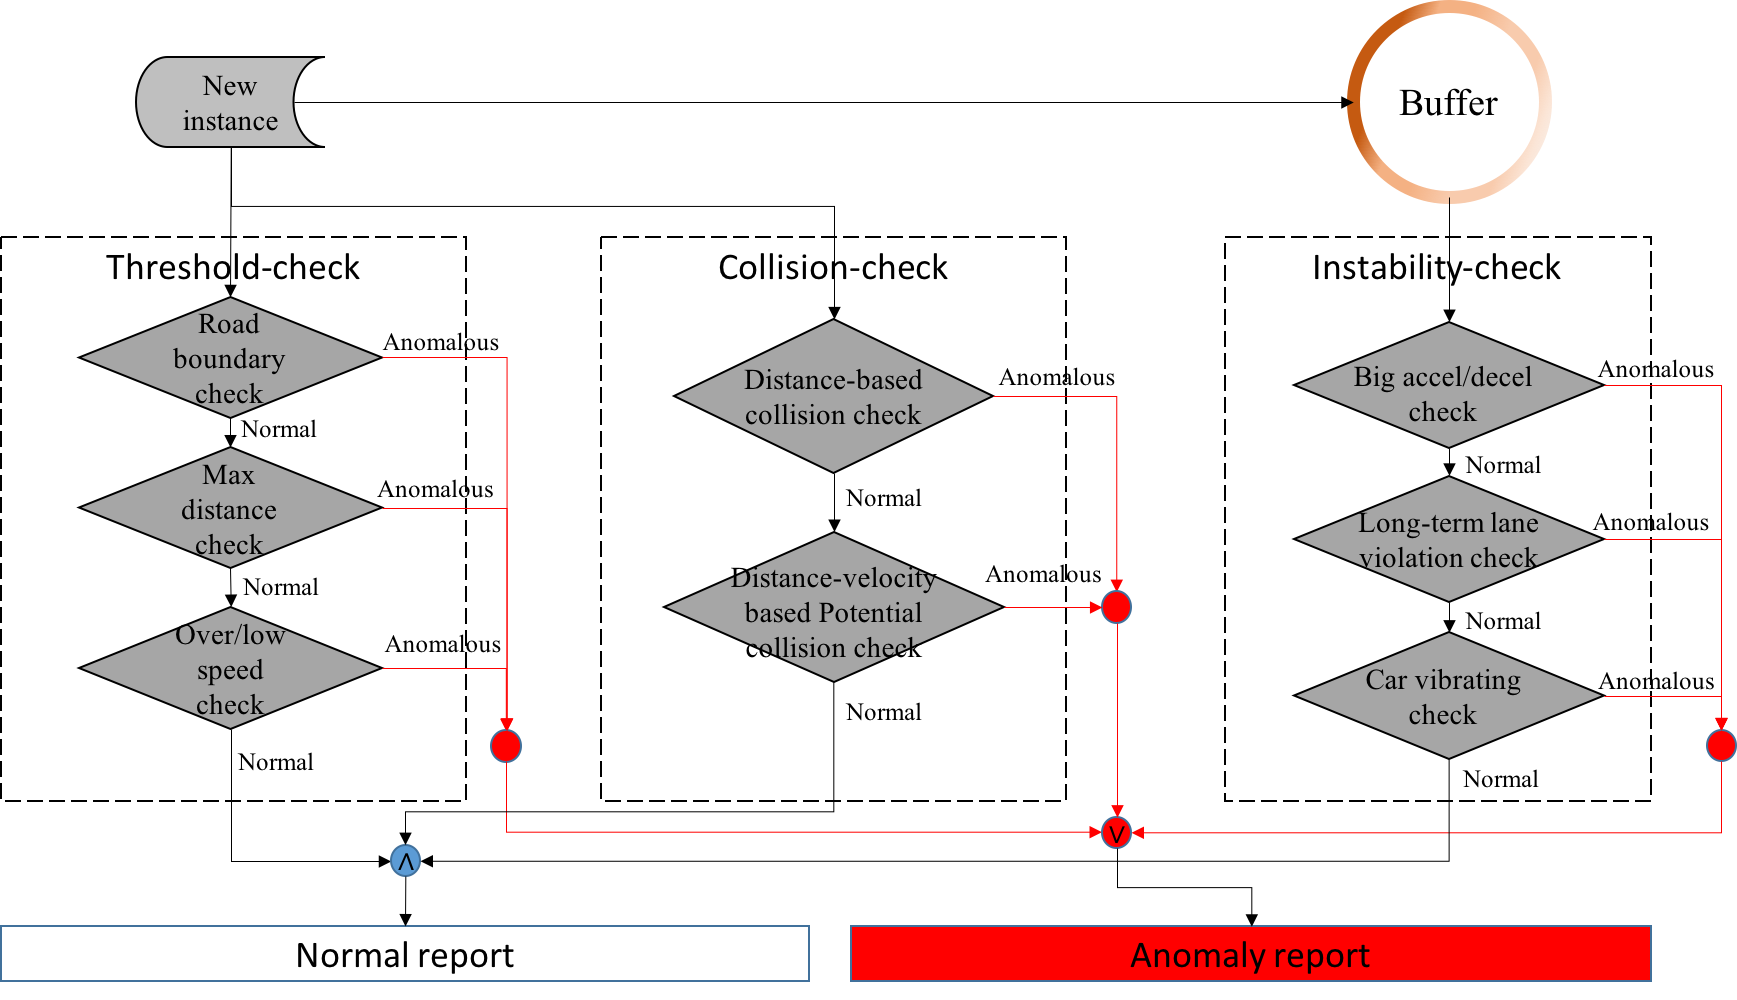 New
instance
Buffer
Threshold-check
Collision-check
Instability-check
Road
boundary
check
Anomalous
Normal
Max
distance
check
Anomalous
Normal
Over/low
speed
check
Anomalous
Normal
Distance-based
collision check
Anomalous
Normal
Distance-velocity
based Potential
collision check
Anomalous
Normal
Big accel/decel
check
Anomalous
Normal
Long-term lane
violation check
Anomalous
Normal
Car vibrating
check
Anomalous
Normal
∨
∧
Normal report
Anomaly report